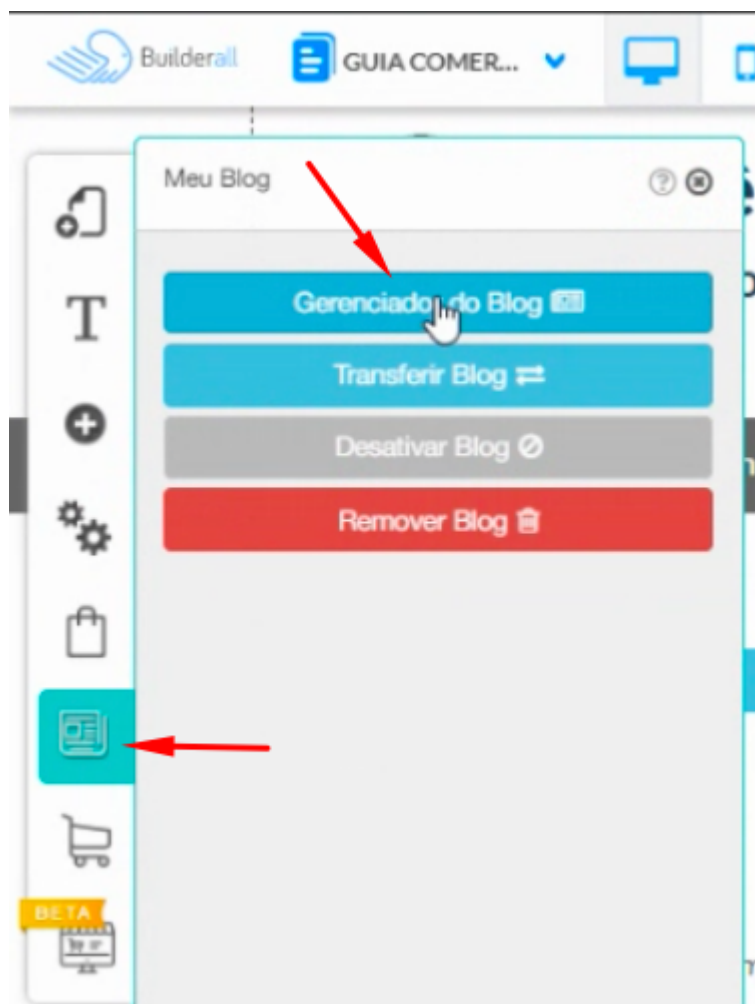 Builderall
GUIA COMER...
Meu Blog
Gerenciador do Blog
Transferir Blog
Desativar Blog
Remover Blog
BETA